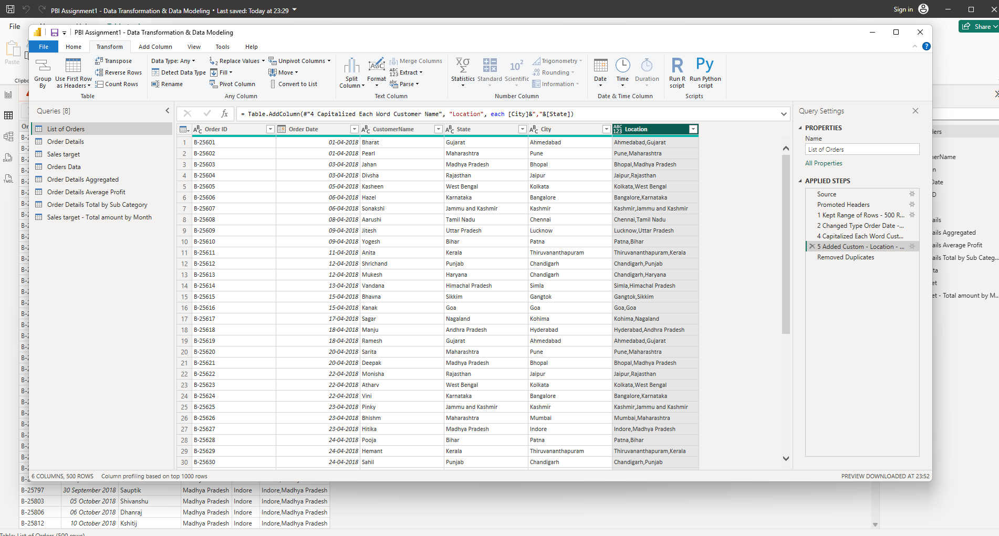 PBI Assignment1 - Data Transformation & Data Modeling • Last saved: Today at 23:29
Sign in
File
Share
Paste
PBI Assignment1 - Data Transformation & Data Modeling
File Home Transform Add Column View Tools Help
Group By
Use First Row as Headers
Transpose
Reverse Rows
Count Rows
Table
Data Type: Any
Detect Data Type
Rename
Replace Values
Fill
Pivot Column
Unpivot Columns
Move
Convert to List
Any Column
Split Column
Format
Merge Columns
Extract
Parse
Text Column
Statistics
Standard
Scientific
Trigonometry
Rounding
Information
Number Column
Date
Time
Duration
Date & Time Column
Run R script
Run Python script
Scripts
Queries [8]
List of Orders
Order Details
Sales target
Orders Data
Order Details Aggregated
Order Details Average Profit
Order Details Total by Sub Category
Sales target - Total amount by Month
= Table.AddColumn(#"4 Capitalized Each Word Customer Name", "Location", each [City]&","&[State])
Order ID Order Date CustomerName State City Location
1 B-25601 01-04-2018 Bharat Gujarat Ahmedabad Ahmedabad,Gujarat
2 B-25602 01-04-2018 Pearl Maharashtra Pune Pune,Maharashtra
3 B-25603 03-04-2018 Jahan Madhya Pradesh Bhopal Bhopal,Madhya Pradesh
4 B-25604 03-04-2018 Divsha Rajasthan Jaipur Jaipur,Rajasthan
5 B-25605 05-04-2018 Kasheen West Bengal Kolkata Kolkata,West Bengal
6 B-25606 06-04-2018 Hazel Karnataka Bangalore Bangalore,Karnataka
7 B-25607 06-04-2018 Sonakshi Jammu and Kashmir Kashmir Kashmir,Jammu and Kashmir
8 B-25608 08-04-2018 Aarushi Tamil Nadu Chennai Chennai,Tamil Nadu
9 B-25609 09-04-2018 Jitesh Uttar Pradesh Lucknow Lucknow,Uttar Pradesh
10 B-25610 09-04-2018 Yogesh Bihar Patna Patna,Bihar
11 B-25611 11-04-2018 Anita Kerala Thiruvananthapuram Thiruvananthapuram,Kerala
12 B-25612 12-04-2018 Shrichand Punjab Chandigarh Chandigarh,Punjab
13 B-25613 12-04-2018 Mukesh Haryana Chandigarh Chandigarh,Haryana
14 B-25614 13-04-2018 Vandana Himachal Pradesh Simla Simla,Himachal Pradesh
15 B-25615 15-04-2018 Bhavna Sikkim Gangtok Gangtok,Sikkim
16 B-25616 15-04-2018 Kanak Goa Goa Goa,Goa
17 B-25617 17-04-2018 Sagar Nagaland Kohima Kohima,Nagaland
18 B-25618 18-04-2018 Manju Andhra Pradesh Hyderabad Hyderabad,Andhra Pradesh
19 B-25619 18-04-2018 Ramesh Gujarat Ahmedabad Ahmedabad,Gujarat
20 B-25620 20-04-2018 Sarita Maharashtra Pune Pune,Maharashtra
21 B-25621 20-04-2018 Deepak Madhya Pradesh Bhopal Bhopal,Madhya Pradesh
22 B-25622 22-04-2018 Monisha Rajasthan Jaipur Jaipur,Rajasthan
23 B-25623 22-04-2018 Atharv West Bengal Kolkata Kolkata,West Bengal
24 B-25624 22-04-2018 Vini Karnataka Bangalore Bangalore,Karnataka
25 B-25625 23-04-2018 Pinky Jammu and Kashmir Kashmir Kashmir,Jammu and Kashmir
26 B-25626 23-04-2018 Bhishm Maharashtra Mumbai Mumbai,Maharashtra
27 B-25627 23-04-2018 Hitika Madhya Pradesh Indore Indore,Madhya Pradesh
28 B-25628 24-04-2018 Pooja Bihar Patna Patna,Bihar
29 B-25629 24-04-2018 Hemant Kerala Thiruvananthapuram Thiruvananthapuram,Kerala
30 B-25630 24-04-2018 Sahil Punjab Chandigarh Chandigarh,Punjab
Query Settings
PROPERTIES
Name
List of Orders
All Properties
APPLIED STEPS
Source
Promoted Headers
1 Kept Range of Rows - 500 R...
2 Changed Type Order Date -...
4 Capitalized Each Word Cust...
5 Added Custom - Location - ...
Removed Duplicates
6 COLUMNS, 500 ROWS Column profiling based on top 1000 rows
PREVIEW DOWNLOADED AT 23:52
B-25797 30 September 2018 Sauptik Madhya Pradesh Indore Indore,Madhya Pradesh
B-25803 05 October 2018 Shivanshu Madhya Pradesh Indore Indore,Madhya Pradesh
B-25806 06 October 2018 Dhanraj Madhya Pradesh Indore Indore,Madhya Pradesh
B-25812 10 October 2018 Kshitij Madhya Pradesh Indore Indore,Madhya Pradesh
Table: List of Orders (500 rows)